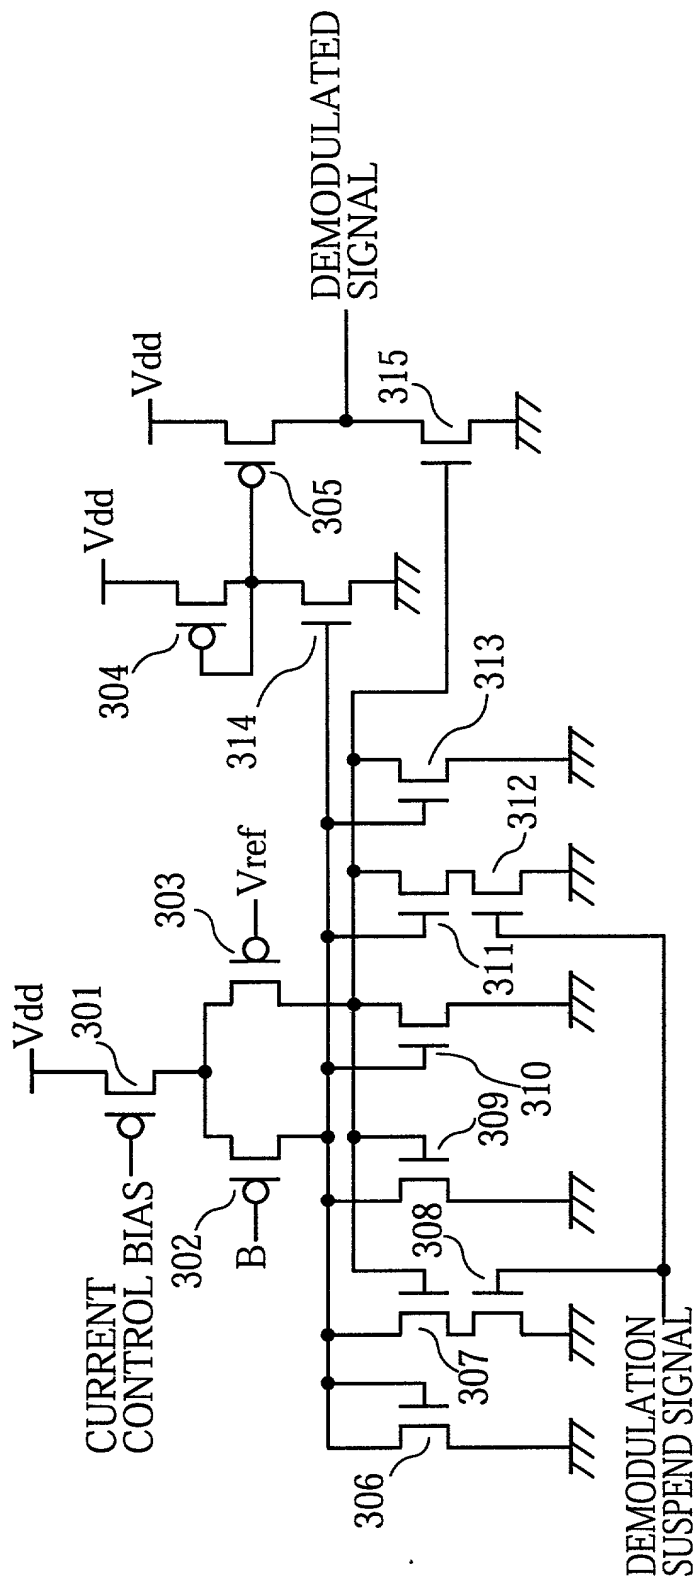 Vdd
301
CURRENT
CONTROL BIAS
302
B
303
Vref
Vdd
304
Vdd
305
314
DEMODULATED
SIGNAL
315
306
307
308
309
310
311
312
313
DEMODULATION
SUSPEND SIGNAL